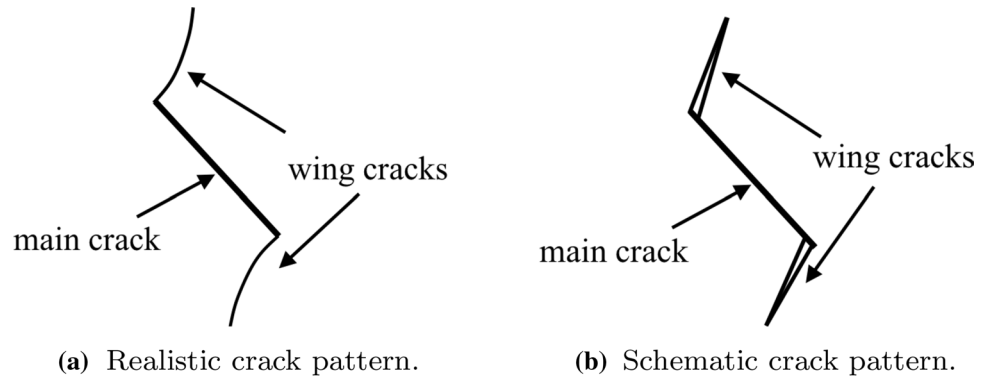 wing cracks
main crack
wing cracks
main crack
(a) Realistic crack pattern.
(b) Schematic crack pattern.